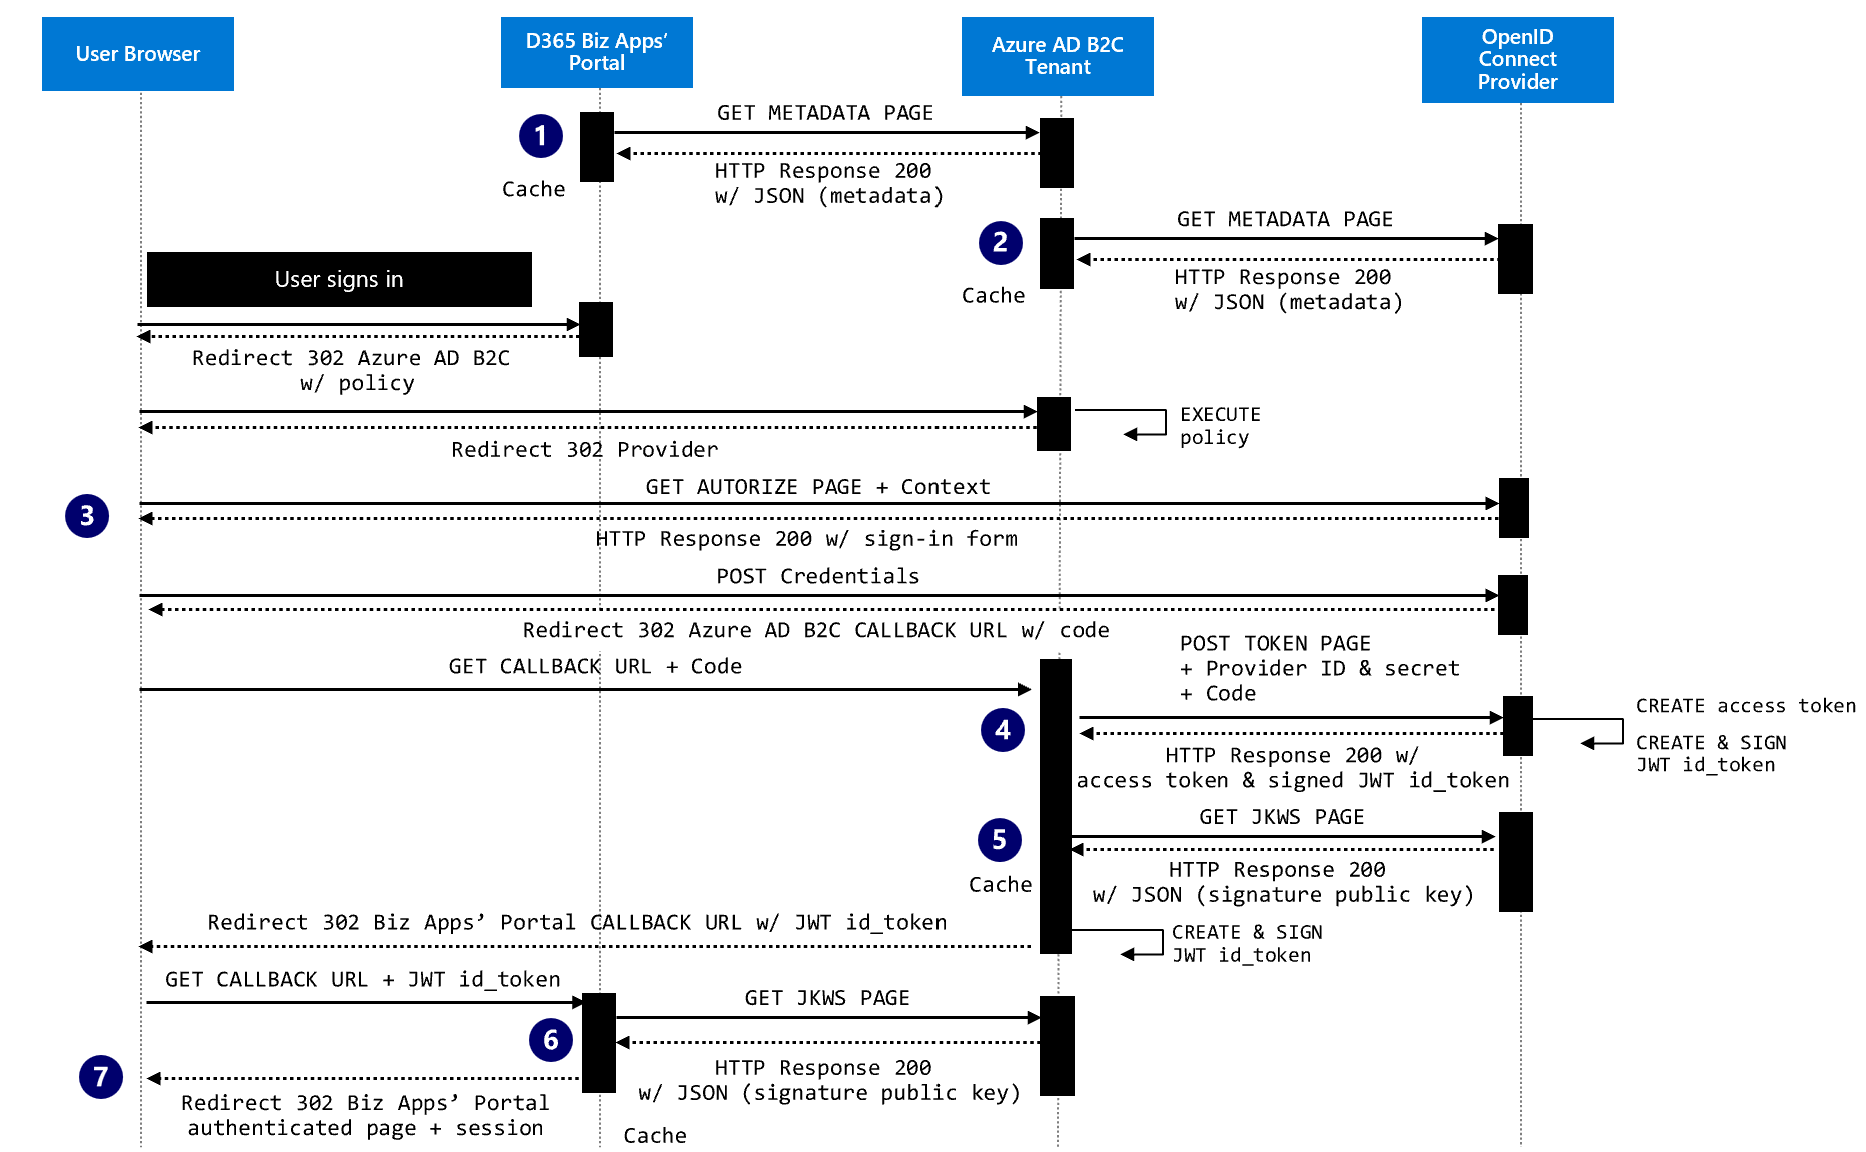 User Browser
D365 Biz Apps’
Portal
Azure AD B2C
Tenant
OpenID
Connect
Provider
1
GET METADATA PAGE
HTTP Response 200
w/ JSON (metadata)
Cache
2
GET METADATA PAGE
HTTP Response 200
w/ JSON (metadata)
Cache
User signs in
Redirect 302 Azure AD B2C
w/ policy
EXECUTE
policy
Redirect 302 Provider
3
GET AUTORIZE PAGE + Context
HTTP Response 200 w/ sign-in form
POST Credentials
Redirect 302 Azure AD B2C CALLBACK URL w/ code
GET CALLBACK URL + Code
4
POST TOKEN PAGE
+ Provider ID & secret
+ Code
CREATE access token
CREATE & SIGN
JWT id_token
HTTP Response 200 w/
access token & signed JWT id_token
5
GET JKWS PAGE
HTTP Response 200
w/ JSON (signature public key)
Cache
Redirect 302 Biz Apps’ Portal CALLBACK URL w/ JWT id_token
CREATE & SIGN
JWT id_token
GET CALLBACK URL + JWT id_token
6
GET JKWS PAGE
HTTP Response 200
w/ JSON (signature public key)
7
Redirect 302 Biz Apps’ Portal
authenticated page + session
Cache